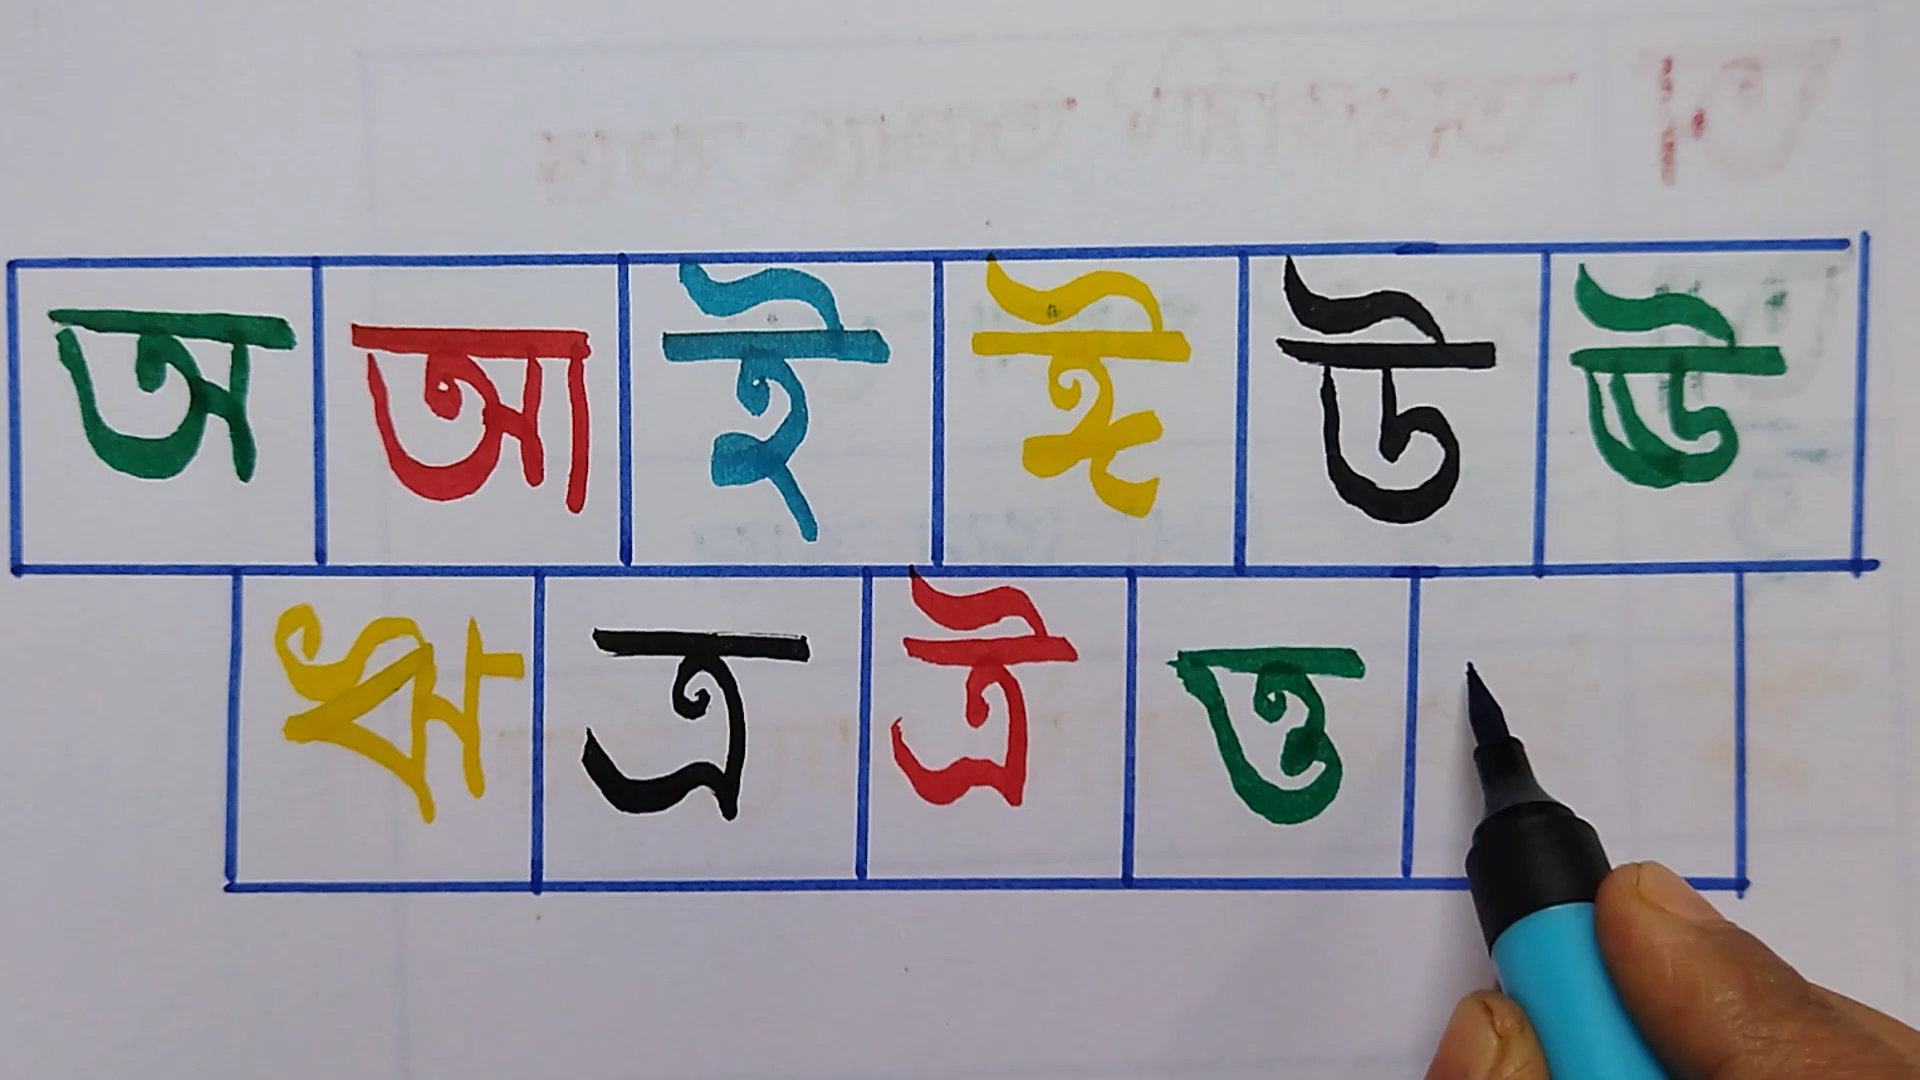 অ আ ই ঈ উ ঊ
ঋ এ ঐ ও